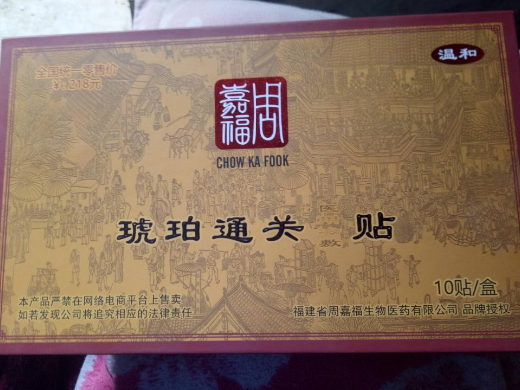 温和
全国统一零售价
周嘉福
CHOW KA FOOK
琥珀通关 贴
10贴/盒
本产品严禁在网络电商平台上售卖
如若发现公司将追究相应的法律责任
福建省周嘉福生物医药有限公司 品牌授权